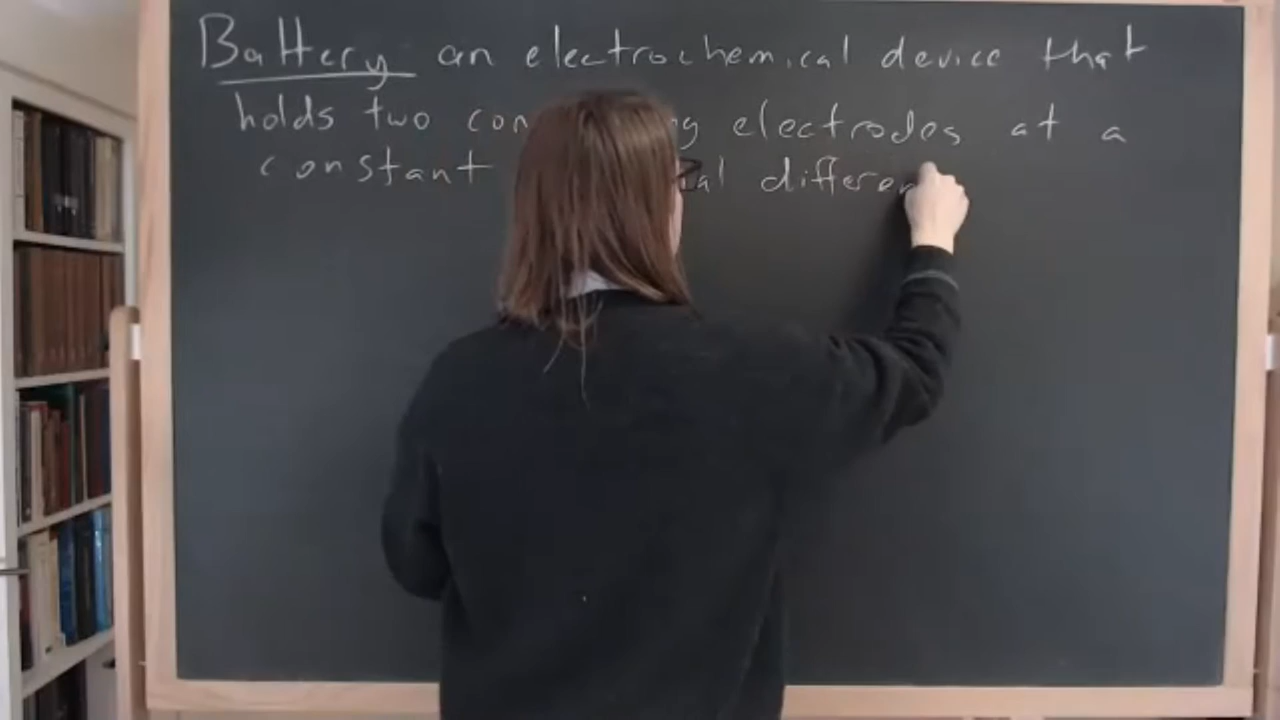 Battery an electrochemical device that
holds two electrodes at a
constant